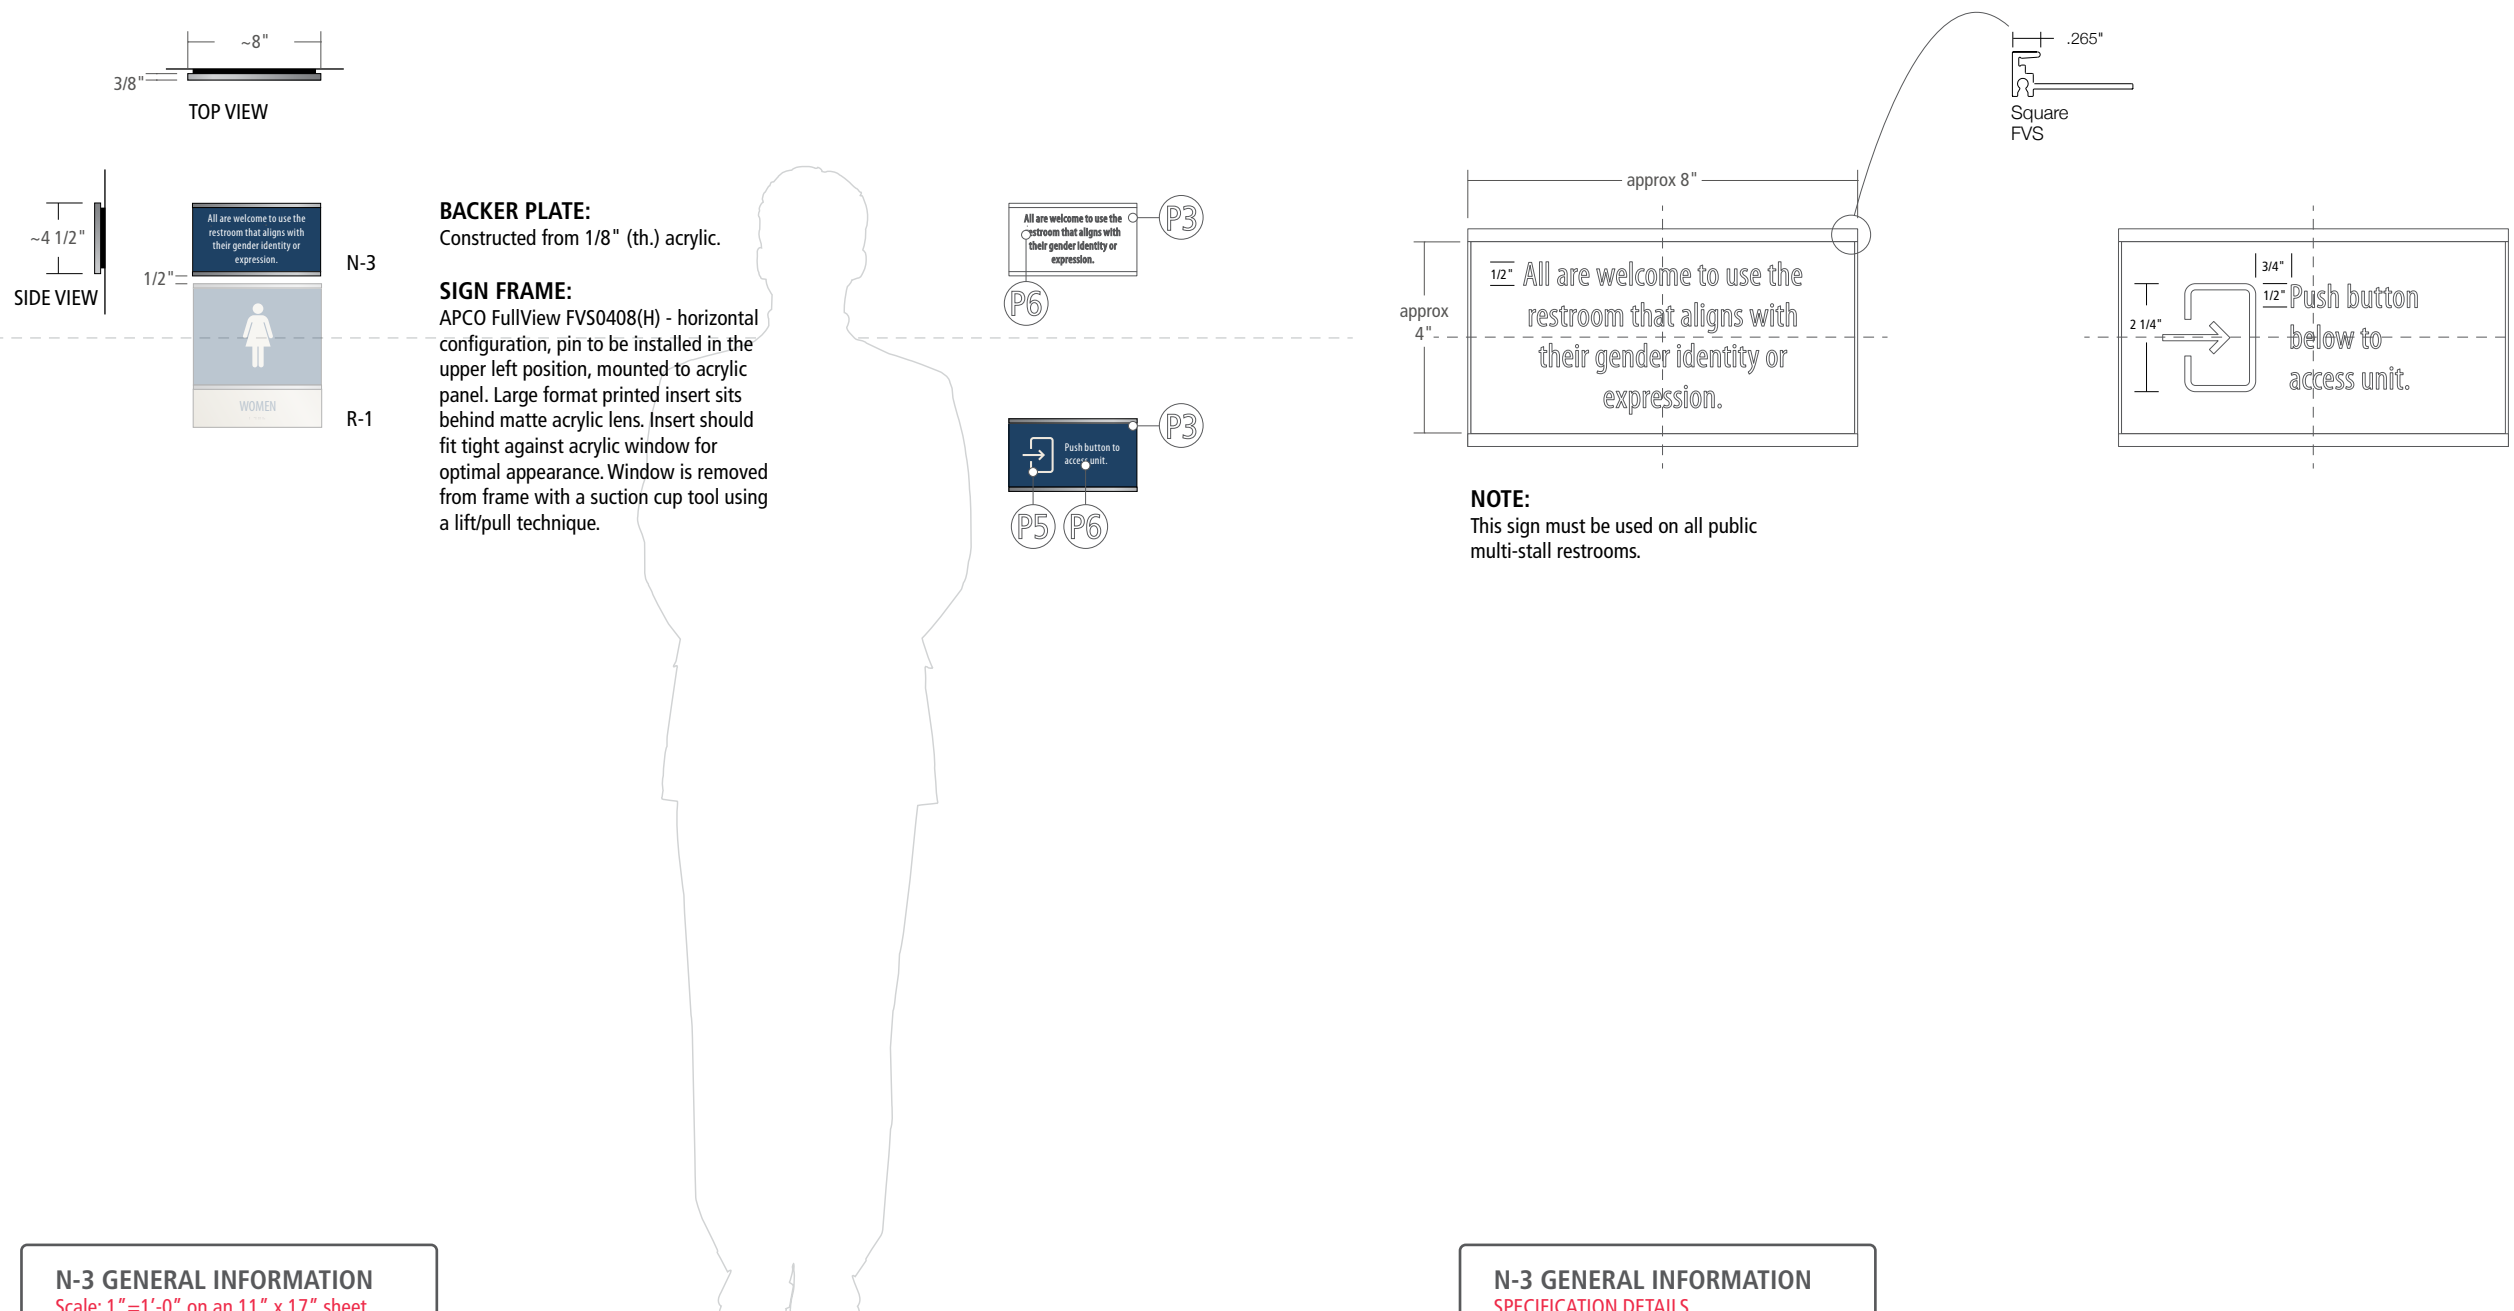 ~8"
3/8"
TOP VIEW
~4 1/2"
SIDE VIEW
1/2"
All are welcome to use the
restroom that aligns with
their gender identity or
expression.
N-3
WOMEN
R-1
BACKER PLATE:
Constructed from 1/8" (th.) acrylic.
SIGN FRAME:
APCO FullView FVS0408(H) - horizontal
configuration, pin to be installed in the
upper left position, mounted to acrylic
panel. Large format printed insert sits
behind matte acrylic lens. Insert should
fit tight against acrylic window for
optimal appearance. Window is removed
from frame with a suction cup tool using
a lift/pull technique.
All are welcome to use the
restroom that aligns with
their gender identity or
expression.
P3
P6
Push button to
access unit.
P3
P5
P6
.265"
Square
FVS
approx 8"
approx
4"
1/2"
All are welcome to use the
restroom that aligns with
their gender identity or
expression.
NOTE:
This sign must be used on all public
multi-stall restrooms.
3/4"
1/2"
2 1/4"
Push button
below to
access unit.
N-3 GENERAL INFORMATION
Scale: 1"=1'-0" on an 11" x 17" sheet
N-3 GENERAL INFORMATION
SPECIFICATION DETAILS